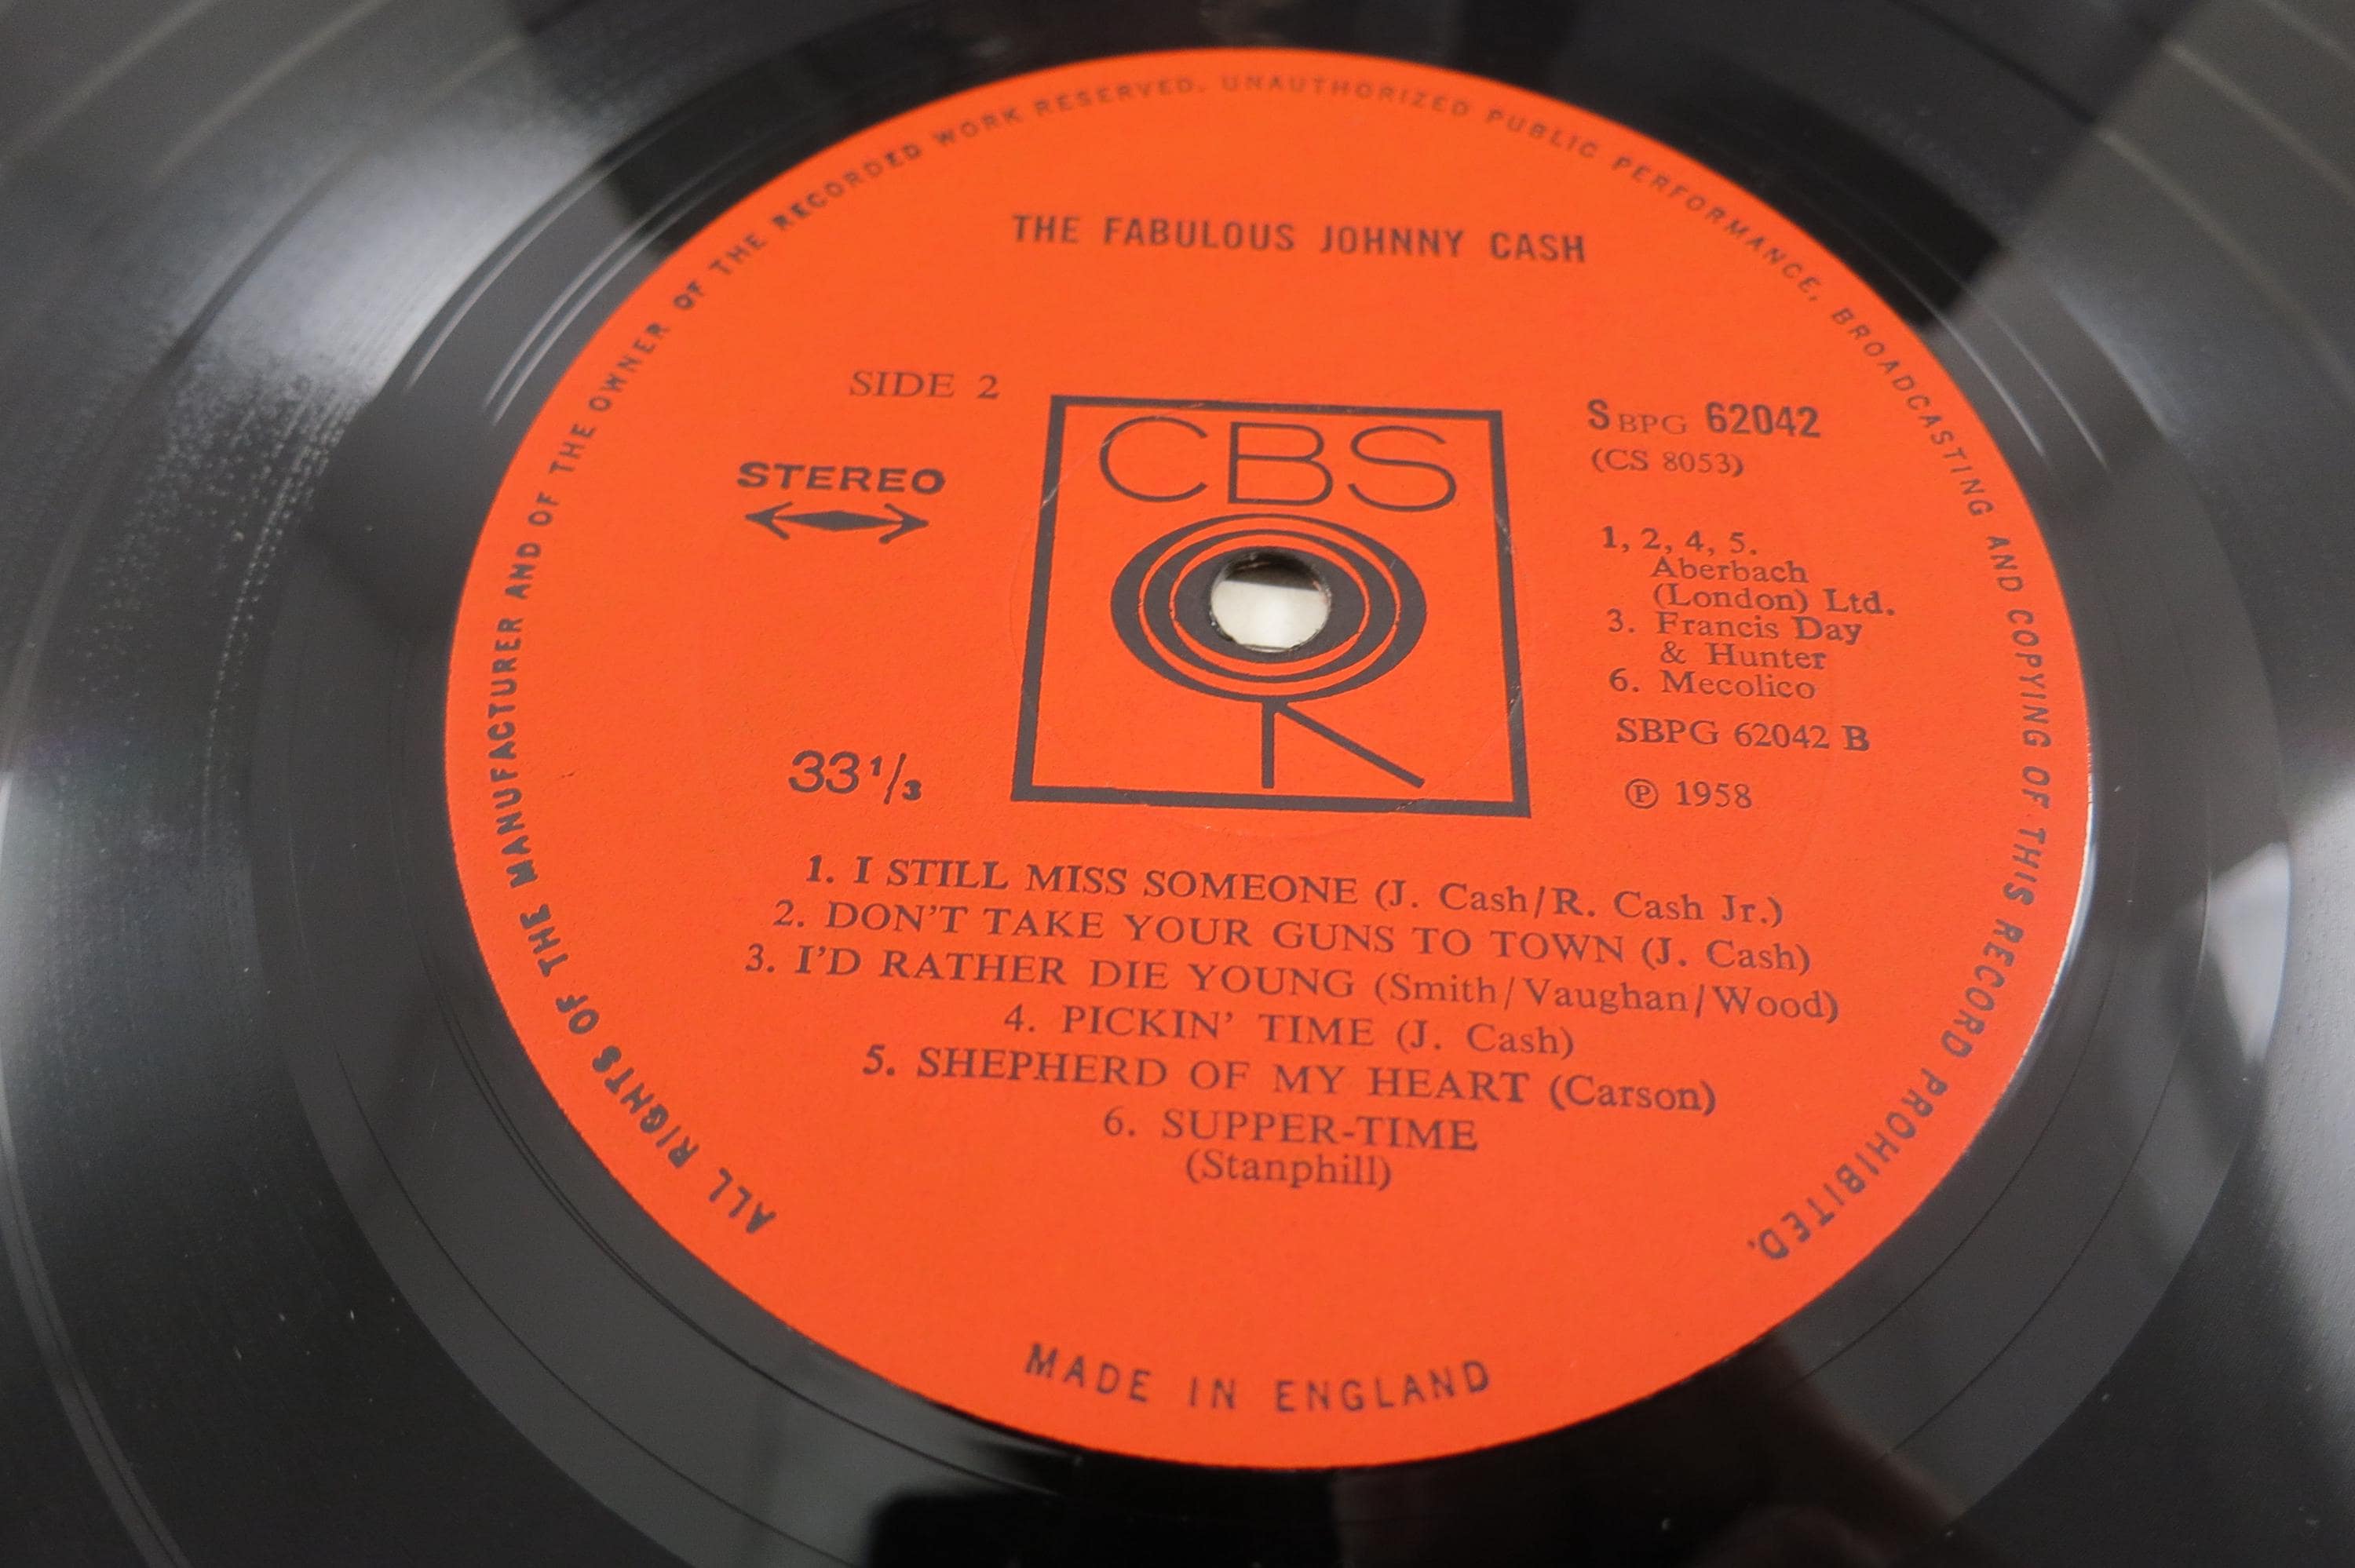 ALL RIGHTS OF THE MANUFACTURER AND OF THE OWNER OF THE RECORDED WORK RESERVED. UNAUTHORIZED PUBLIC PERFORMANCE, BROADCASTING AND COPYING OF THIS RECORD PROHIBITED.
THE FABULOUS JOHNNY CASH
SIDE 2
STEREO
33 1/3
CBS
S BPG 62042
(CS 8053)
1, 2, 4, 5.
Aberbach
(London) Ltd.
3. Francis Day
& Hunter
6. Mecolico
SBPG 62042 B
℗ 1958
1. I STILL MISS SOMEONE (J. Cash/R. Cash Jr.)
2. DON'T TAKE YOUR GUNS TO TOWN (J. Cash)
3. I'D RATHER DIE YOUNG (Smith/Vaughan/Wood)
4. PICKIN' TIME (J. Cash)
5. SHEPHERD OF MY HEART (Carson)
6. SUPPER-TIME
(Stanphill)
MADE IN ENGLAND